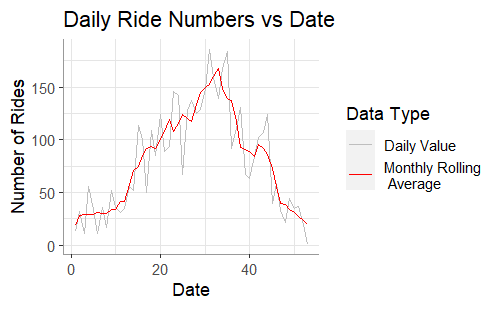 Daily Ride Numbers vs Date
Number of Rides
150
100
50
0
0 20 40
Date
Data Type
Daily Value
Monthly Rolling
Average